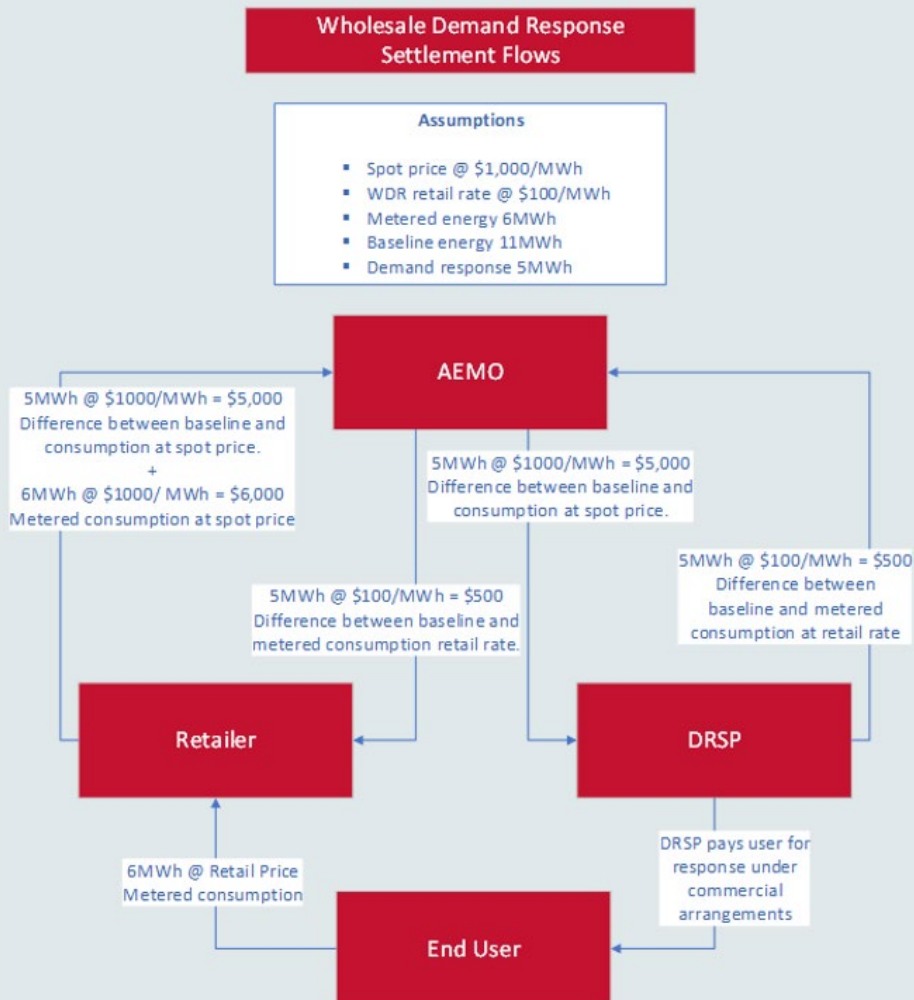 Wholesale Demand Response
Settlement Flows
Assumptions
▪ Spot price @ $1,000/MWh
▪ WDR retail rate @ $100/MWh
▪ Metered energy 6MWh
▪ Baseline energy 11MWh
▪ Demand response 5MWh
AEMO
5MWh @ $1000/MWh = $5,000
Difference between baseline and
consumption at spot price.
+
6MWh @ $1000/ MWh = $6,000
Metered consumption at spot price
5MWh @ $1000/MWh = $5,000
Difference between baseline and
consumption at spot price.
5MWh @ $100/MWh = $500
Difference between baseline and
metered consumption retail rate.
5MWh @ $100/MWh = $500
Difference between
baseline and metered
consumption at retail rate
Retailer
DRSP
6MWh @ Retail Price
Metered consumption
DRSP pays user for
response under
commercial
arrangements
End User